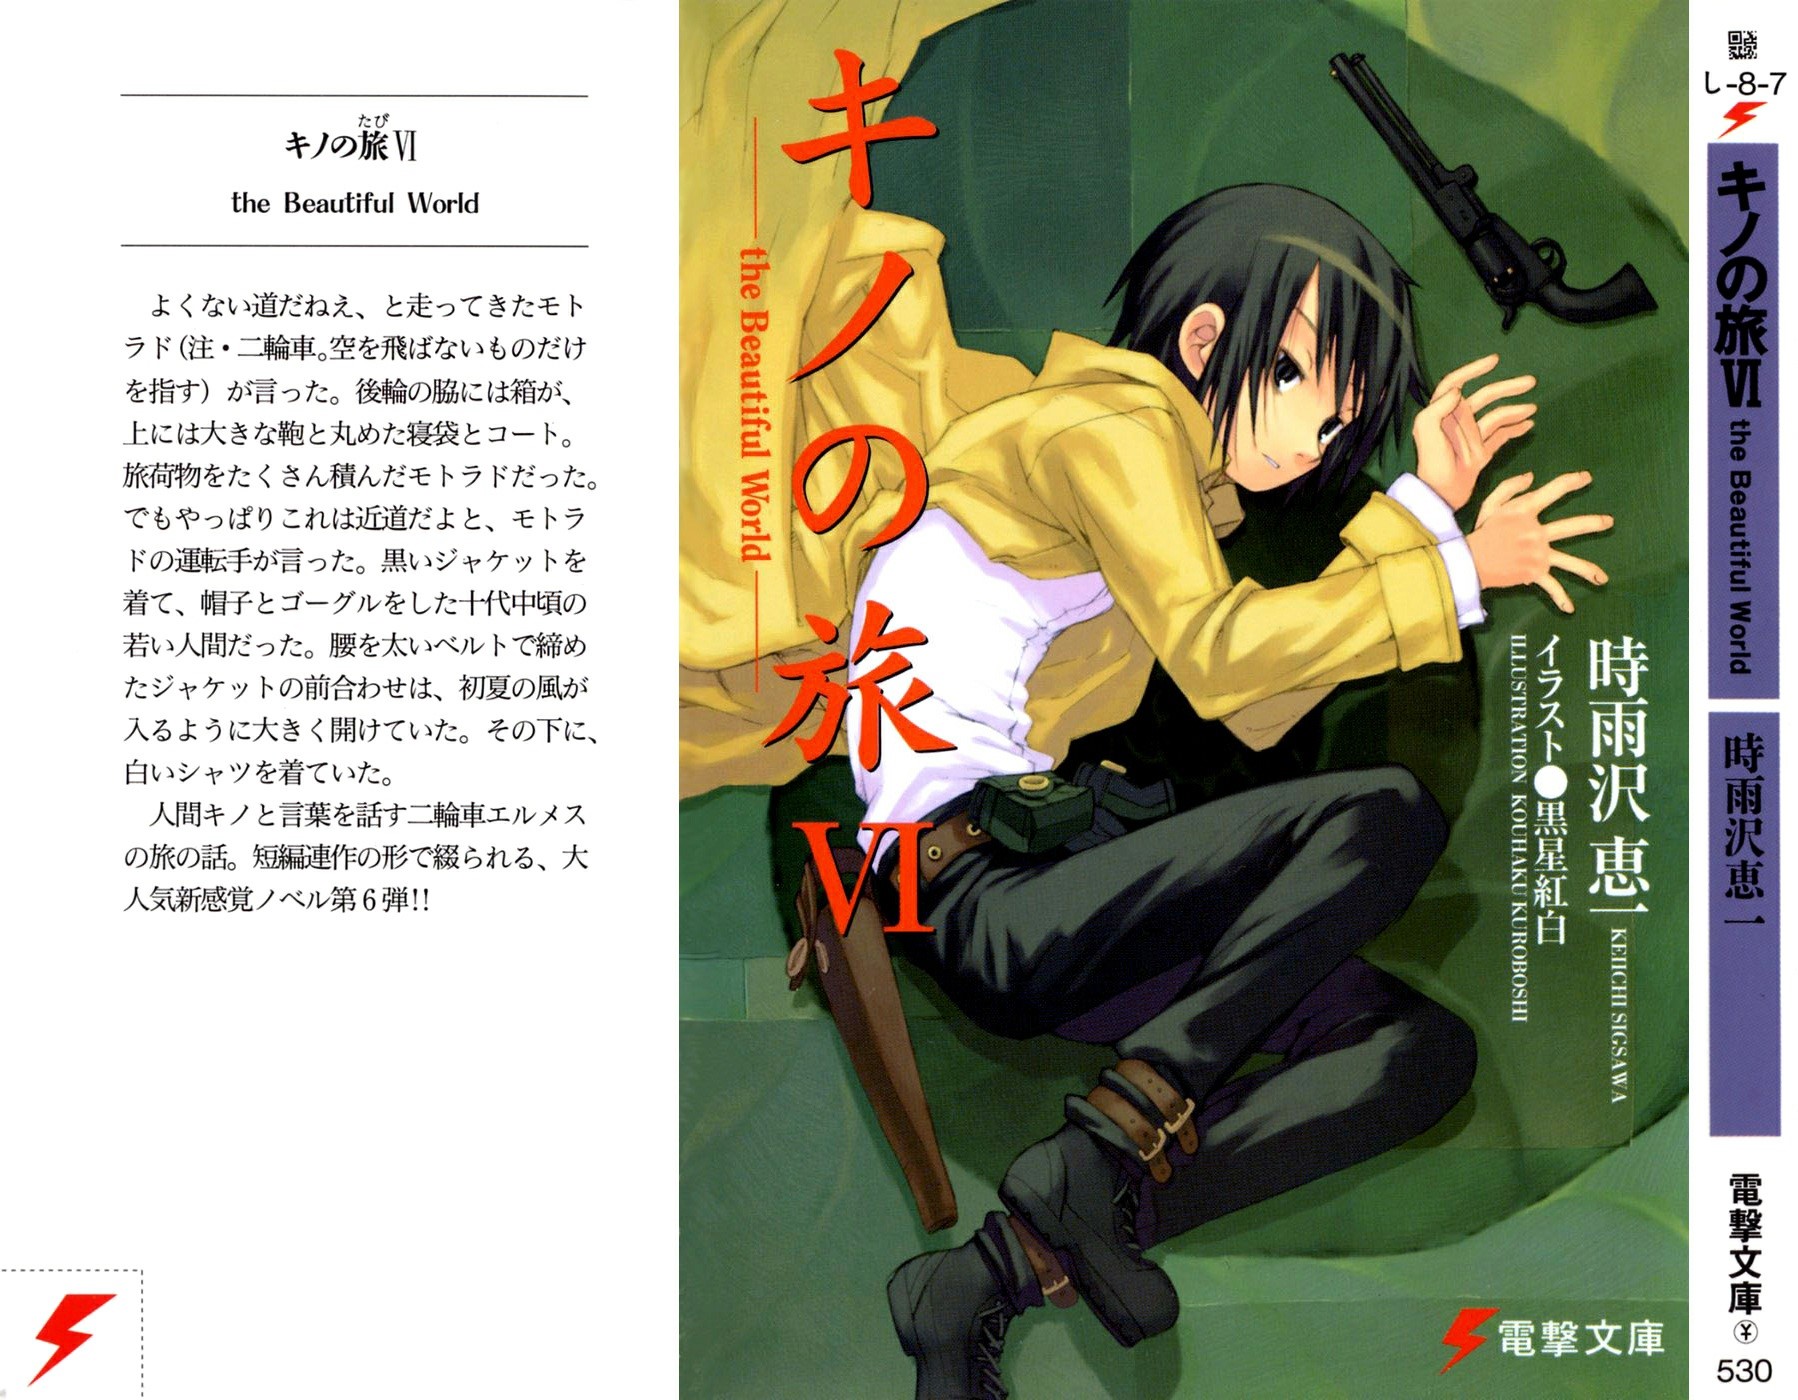 たび
キノの旅Ⅵ
the Beautiful World
よくない道だねえ、と走ってきたモト
ラド(注・二輪車。空を飛ばないものだけ
を指す）が言った。後輪の脇には箱が、
上には大きな鞄と丸めた寝袋とコート。
旅荷物をたくさん積んだモトラドだった。
でもやっぱりこれは近道だよと、モトラ
ドの運転手が言った。黒いジャケットを
着て、帽子とゴーグルをした十代中頃の
若い人間だった。腰を太いベルトで締め
たジャケットの前合わせは、初夏の風が
入るように大きく開けていた。その下に、
白いシャツを着ていた。
人間キノと言葉を話す二輪車エルメス
の旅の話。短編連作の形で綴られる、大
人気新感覚ノベル第６弾!!
キノの旅Ⅵ
the Beautiful World
時雨沢恵一
KEIICHI SIGSAWA
イラスト●黒星紅白
ILLUSTRATION KOUHAKU KUROBOSHI
電撃文庫
し-8-7
キノの旅Ⅵ the Beautiful World
時雨沢恵一
電撃文庫
¥
530